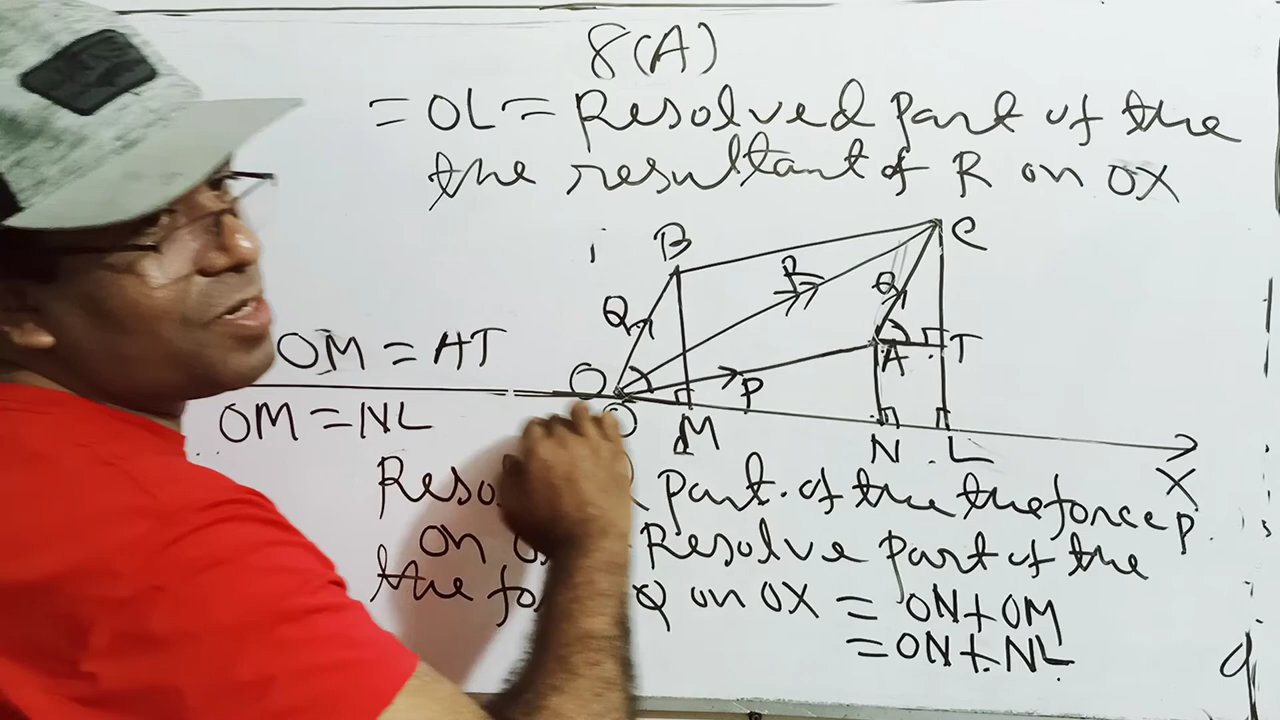 8(A)
= OL = Resolved part of the
the resultant of R on OX
B
C
R
Q
Q
OM = AT
A
T
O
P
O
OM = NL
M
N
L
X
part of the the force P
on Resolve part of the
the Q on OX = ON + OM
= ON + NL